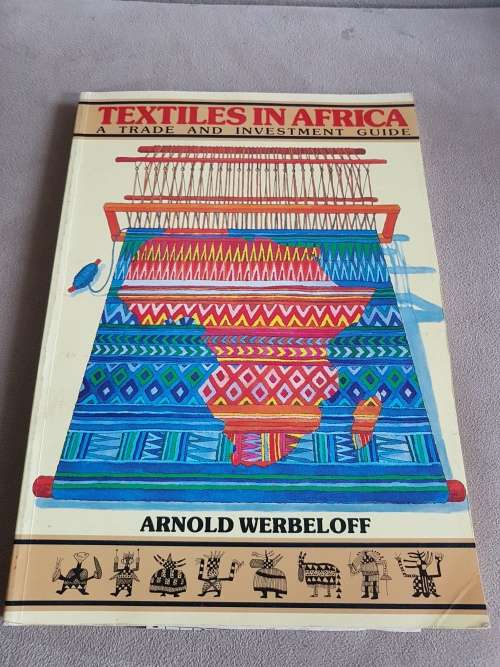 TEXTILES IN AFRICA
A TRADE AND INVESTMENT GUIDE
ARNOLD WERBELOFF